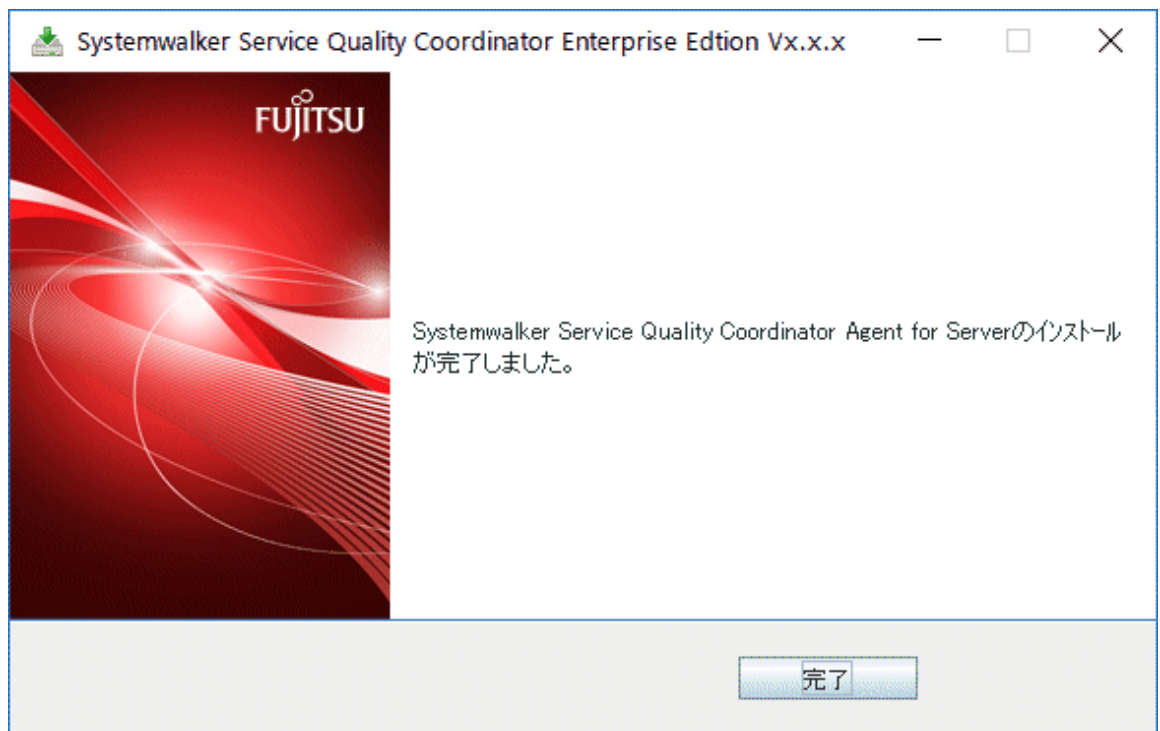 Systemwalker Service Quality Coordinator Enterprise Edtion Vx.x.x
FUJITSU
Systemwalker Service Quality Coordinator Agent for Serverのインストール
が完了しました。
完了